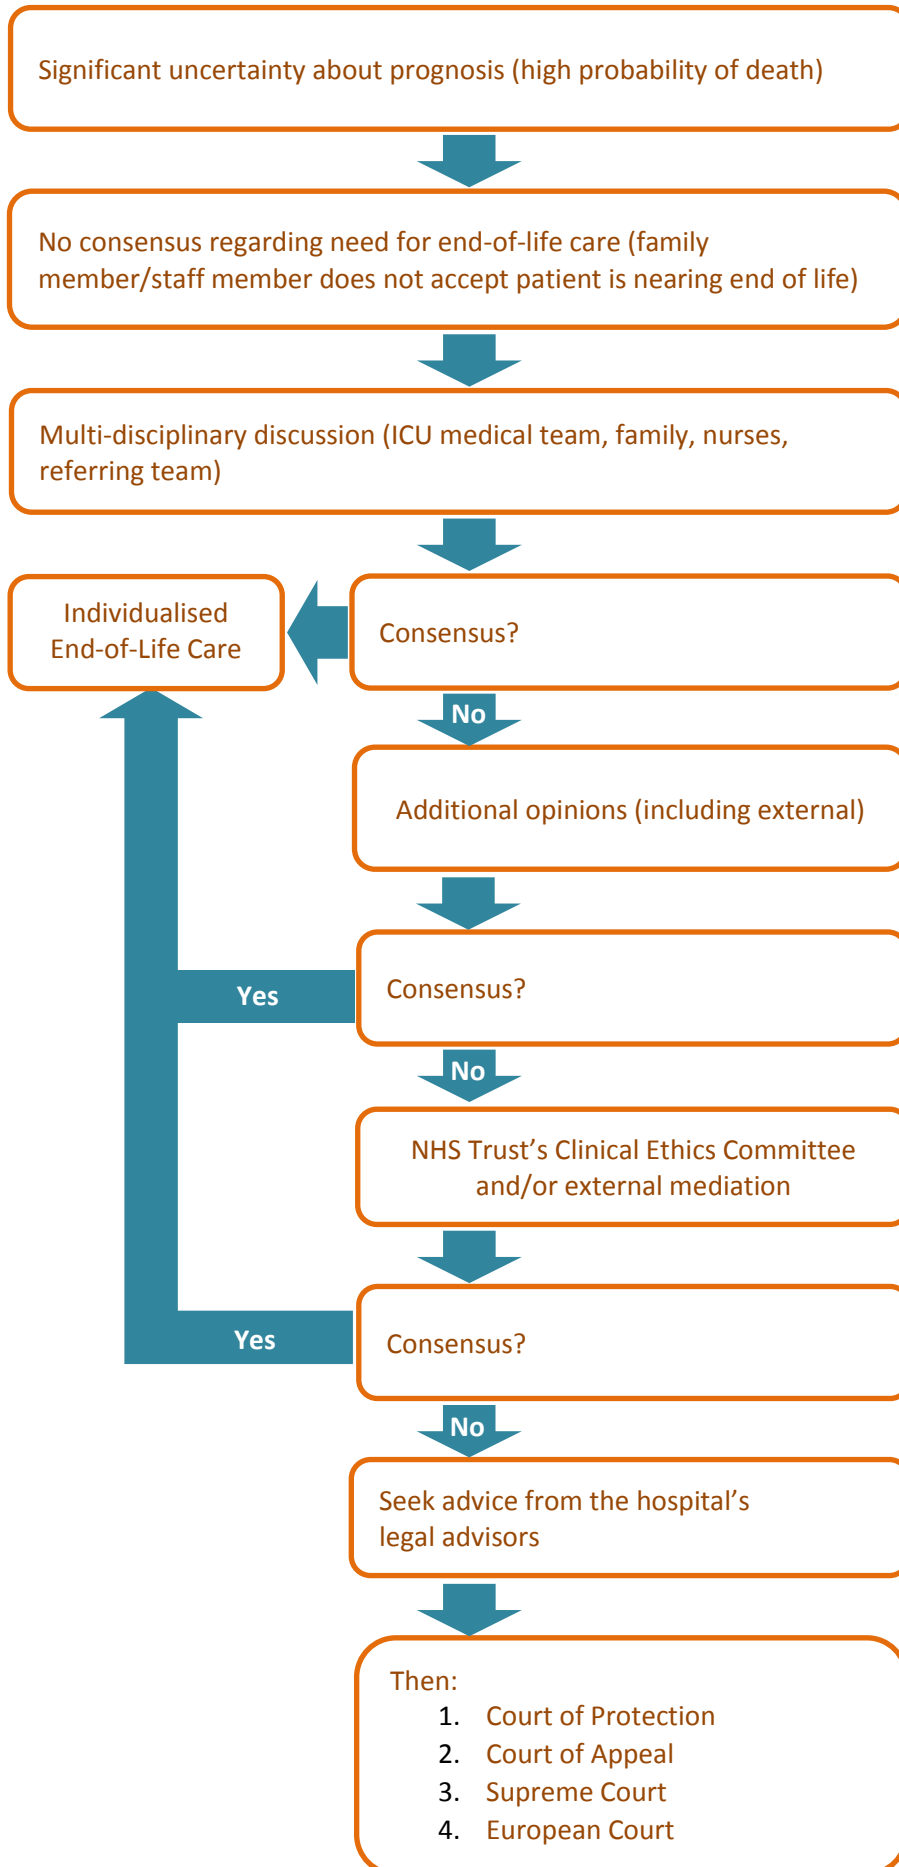 Significant uncertainty about prognosis (high probability of death)
No consensus regarding need for end-of-life care (family
member/staff member does not accept patient is nearing end of life)
Multi-disciplinary discussion (ICU medical team, family, nurses,
referring team)
Individualised
End-of-Life Care
Consensus?
No
Additional opinions (including external)
Consensus?
Yes
No
NHS Trust’s Clinical Ethics Committee
and/or external mediation
Consensus?
Yes
No
Seek advice from the hospital’s
legal advisors
Then:
1. Court of Protection
2. Court of Appeal
3. Supreme Court
4. European Court